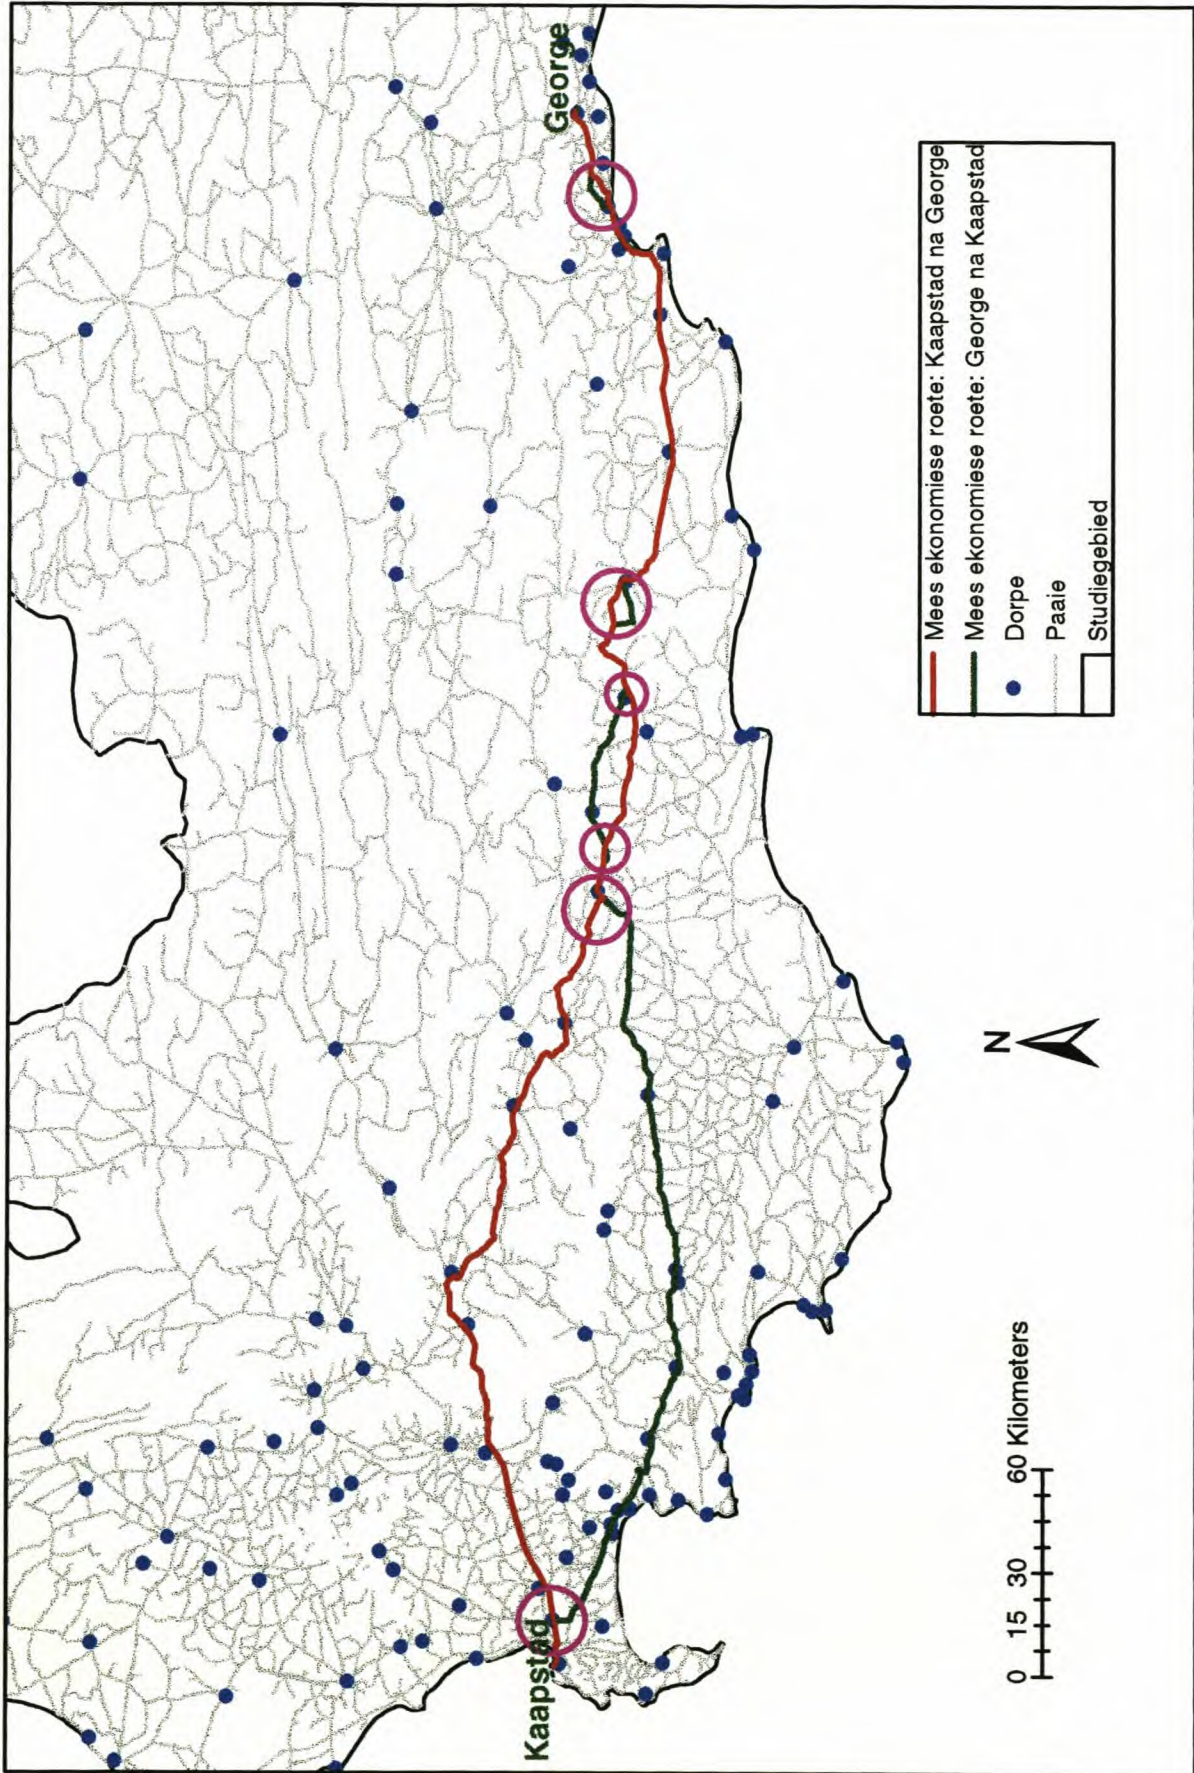 George
Kaapstad
Mees ekonomiese roete: Kaapstad na George
Mees ekonomiese roete: George na Kaapstad
Dorpe
Paaie
Studiegebied
N
0 15 30 60 Kilometers